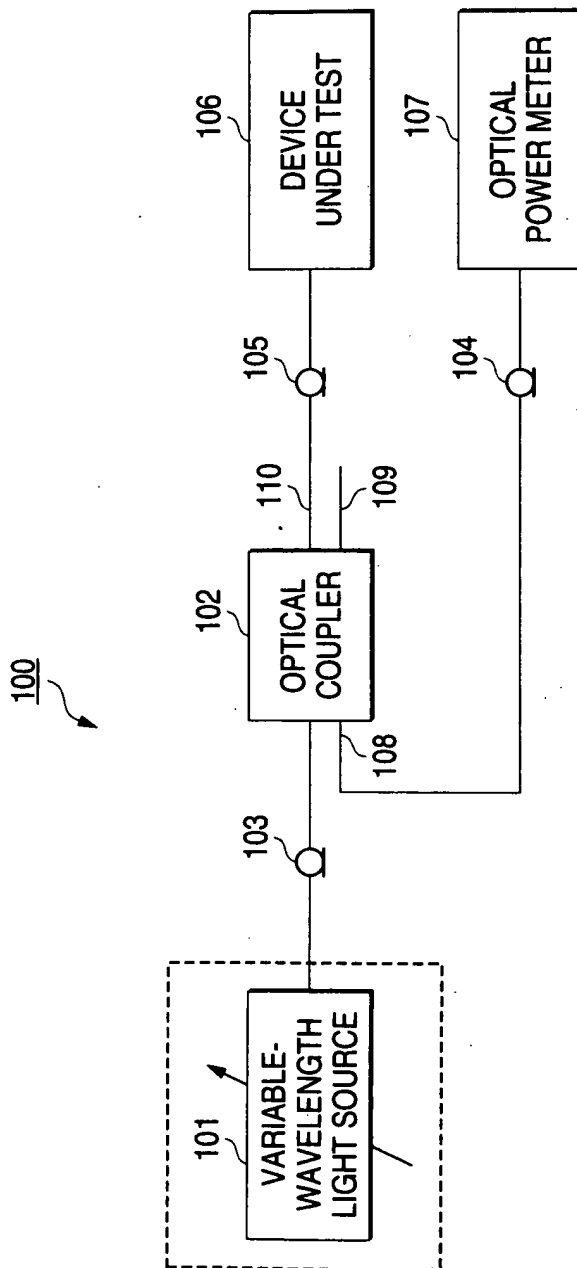 100
101
VARIABLE-
WAVELENGTH
LIGHT SOURCE
103
102
OPTICAL
COUPLER
108
110
109
105
106
DEVICE
UNDER TEST
104
107
OPTICAL
POWER METER